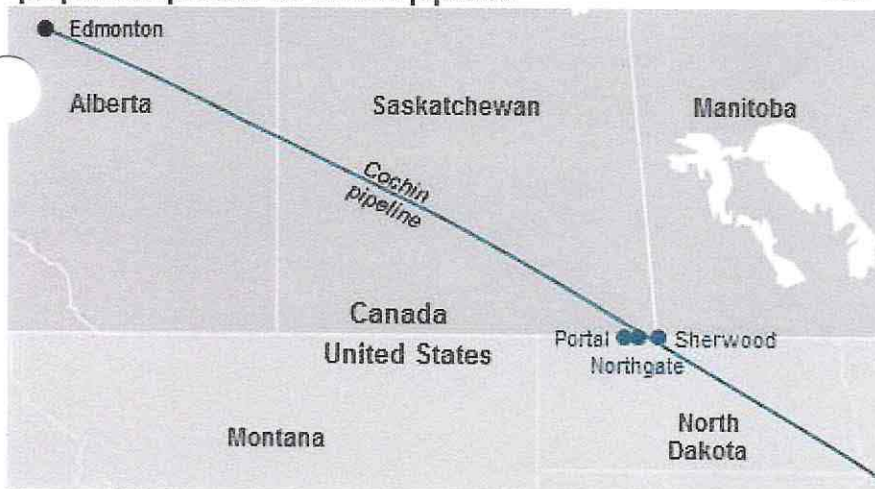 Edmonton
Alberta
Saskatchewan
Manitoba
Cochin
pipeline
Canada
Portal
Sherwood
United States
Northgate
North
Dakota
Montana